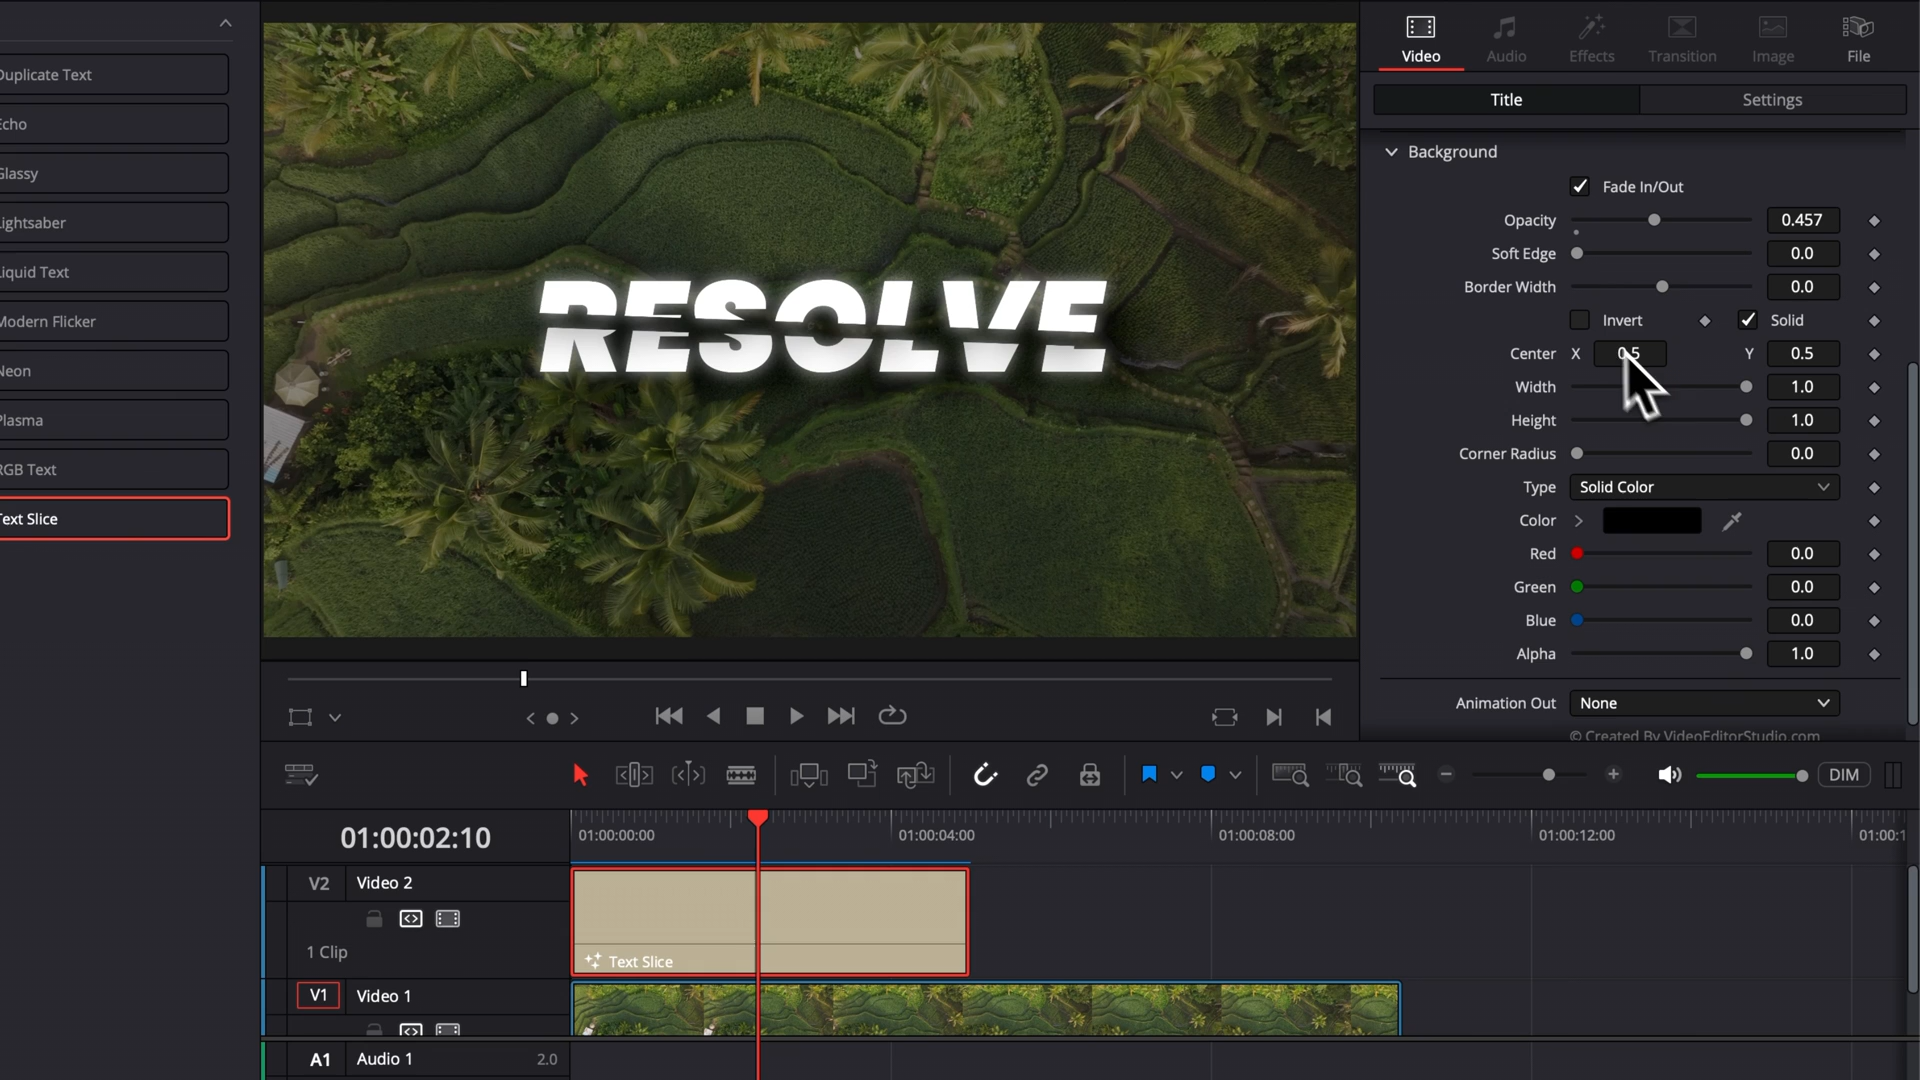 Duplicate Text
Echo
Glassy
Lightsaber
Liquid Text
Modern Flicker
Neon
Plasma
RGB Text
Text Slice
RESOLVE
Video
Audio
Effects
Transition
Image
File
Title
Settings
Background
Fade In/Out
Opacity 0.457
Soft Edge 0.0
Border Width 0.0
Invert Solid
Center X 0.5 Y 0.5
Width 1.0
Height 1.0
Corner Radius 0.0
Type Solid Color
Color
Red 0.0
Green 0.0
Blue 0.0
Alpha 1.0
Animation Out None
© Created By VideoEditorStudio.com
DIM
01:00:02:10
01:00:00:00
01:00:04:00
01:00:08:00
01:00:12:00
01:00:1
V2 Video 2
1 Clip
Text Slice
V1 Video 1
A1 Audio 1 2.0